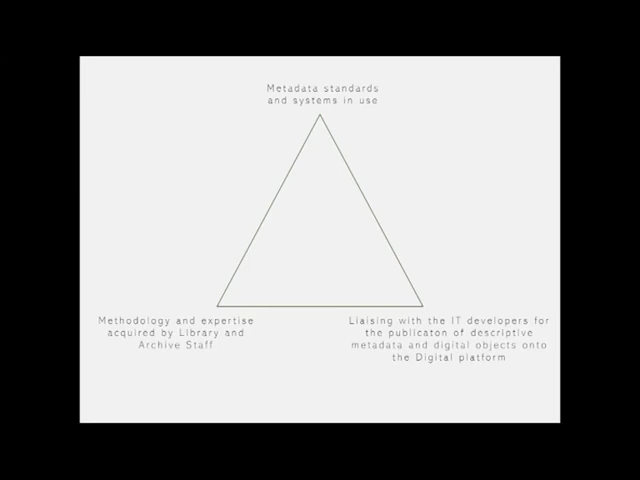 Metadata standards
and systems in use
Methodology and expertise
acquired by Library and
Archive Staff
Liaising with the IT developers for
the publicaton of descriptive
metadata and digital objects onto
the Digital platform